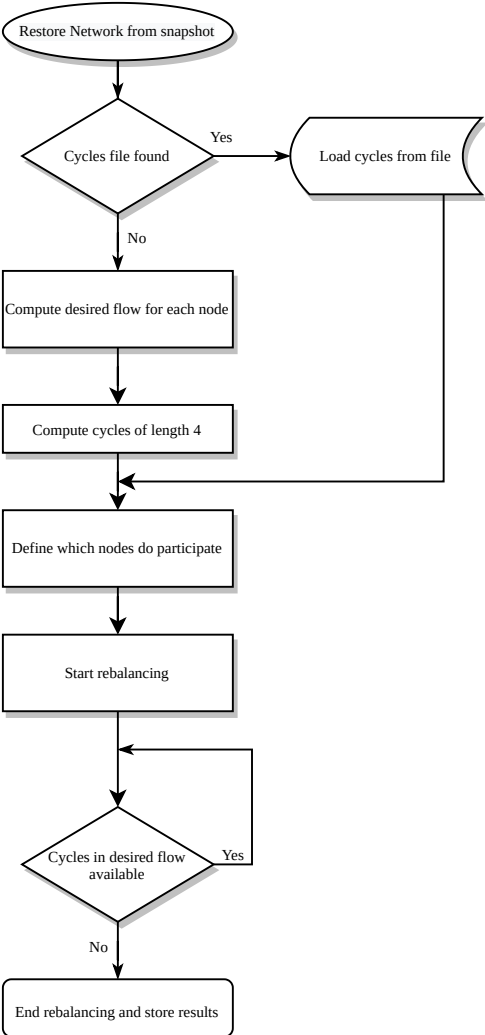 Restore Network from snapshot
Yes
Cycles file found
Load cycles from file
No
Compute desired flow for each node
Compute cycles of length 4
Define which nodes do participate
Start rebalancing
Cycles in desired flow
available
Yes
No
End rebalancing and store results